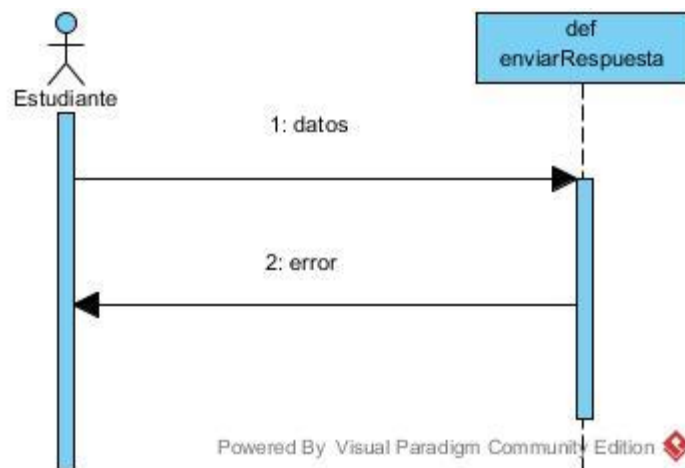 def
enviarRespuesta
Estudiante
1: datos
2: error
Powered By Visual Paradigm Community Edition